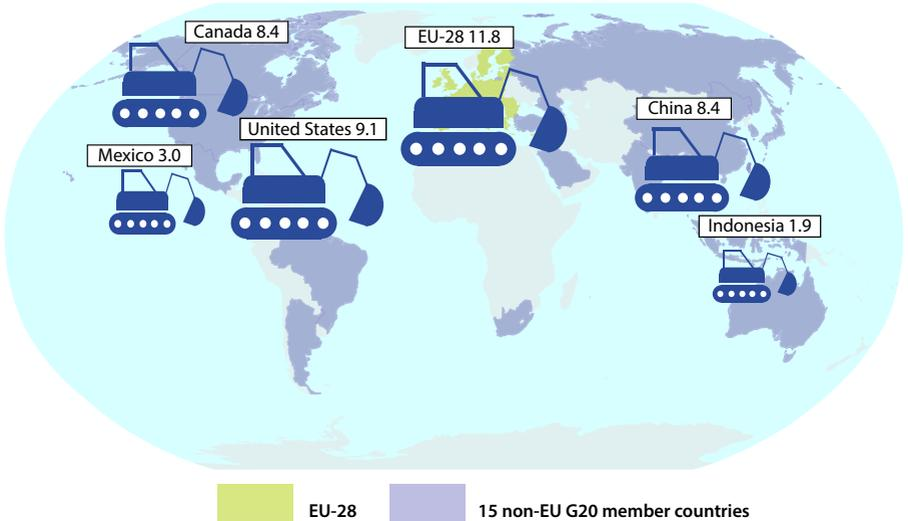 Canada 8.4
EU-28 11.8
China 8.4
United States 9.1
Mexico 3.0
Indonesia 1.9
EU-28
15 non-EU G20 member countries